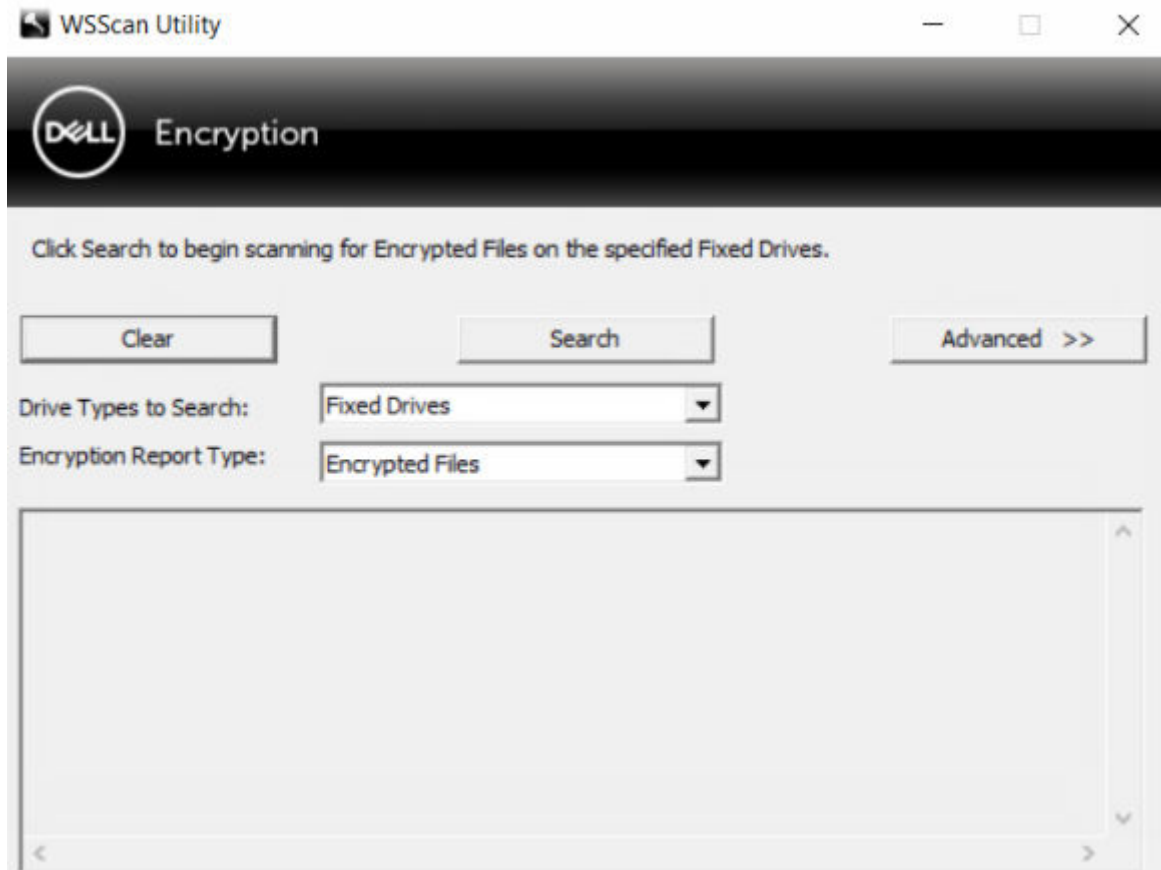 WSScan Utility
DELL Encryption
Click Search to begin scanning for Encrypted Files on the specified Fixed Drives.
Clear Search Advanced >>
Drive Types to Search: Fixed Drives
Encryption Report Type: Encrypted Files